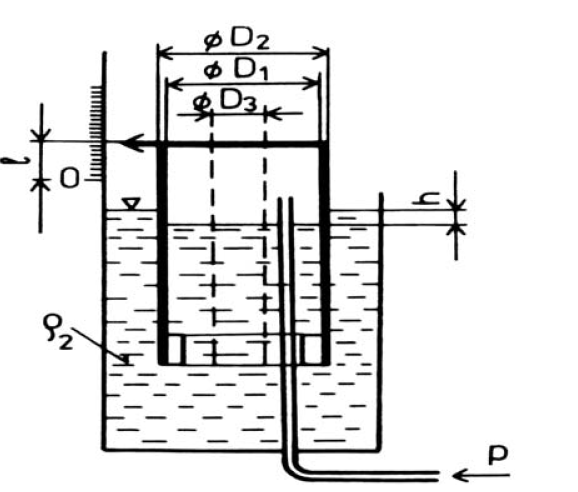 ⌀D₂
⌀D₁
⌀D₃
l
0
h
ρ₂
p